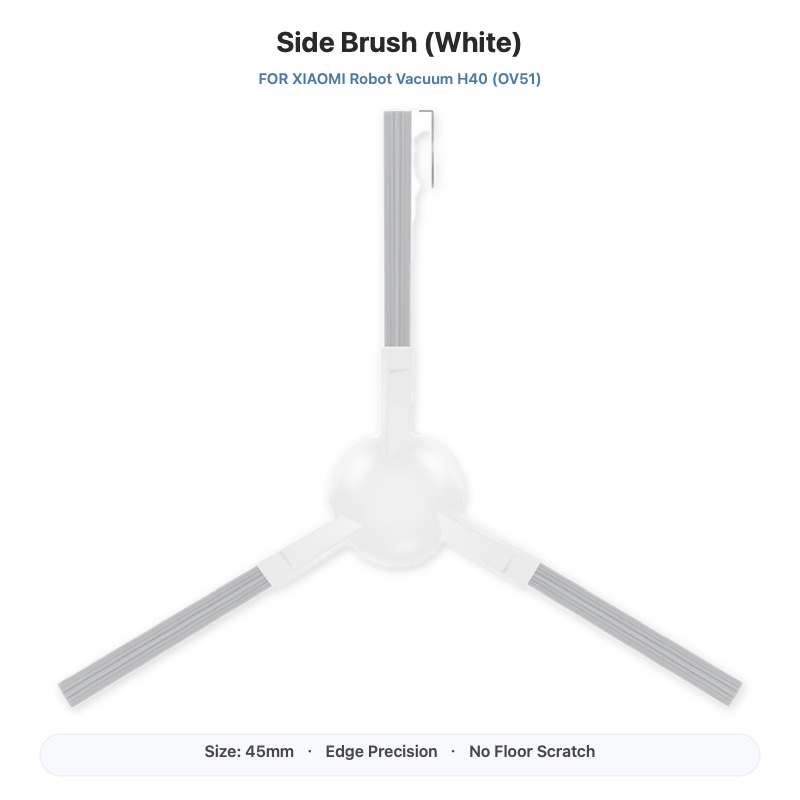 Side Brush (White)
FOR XIAOMI Robot Vacuum H40 (OV51)
Size: 45mm · Edge Precision · No Floor Scratch